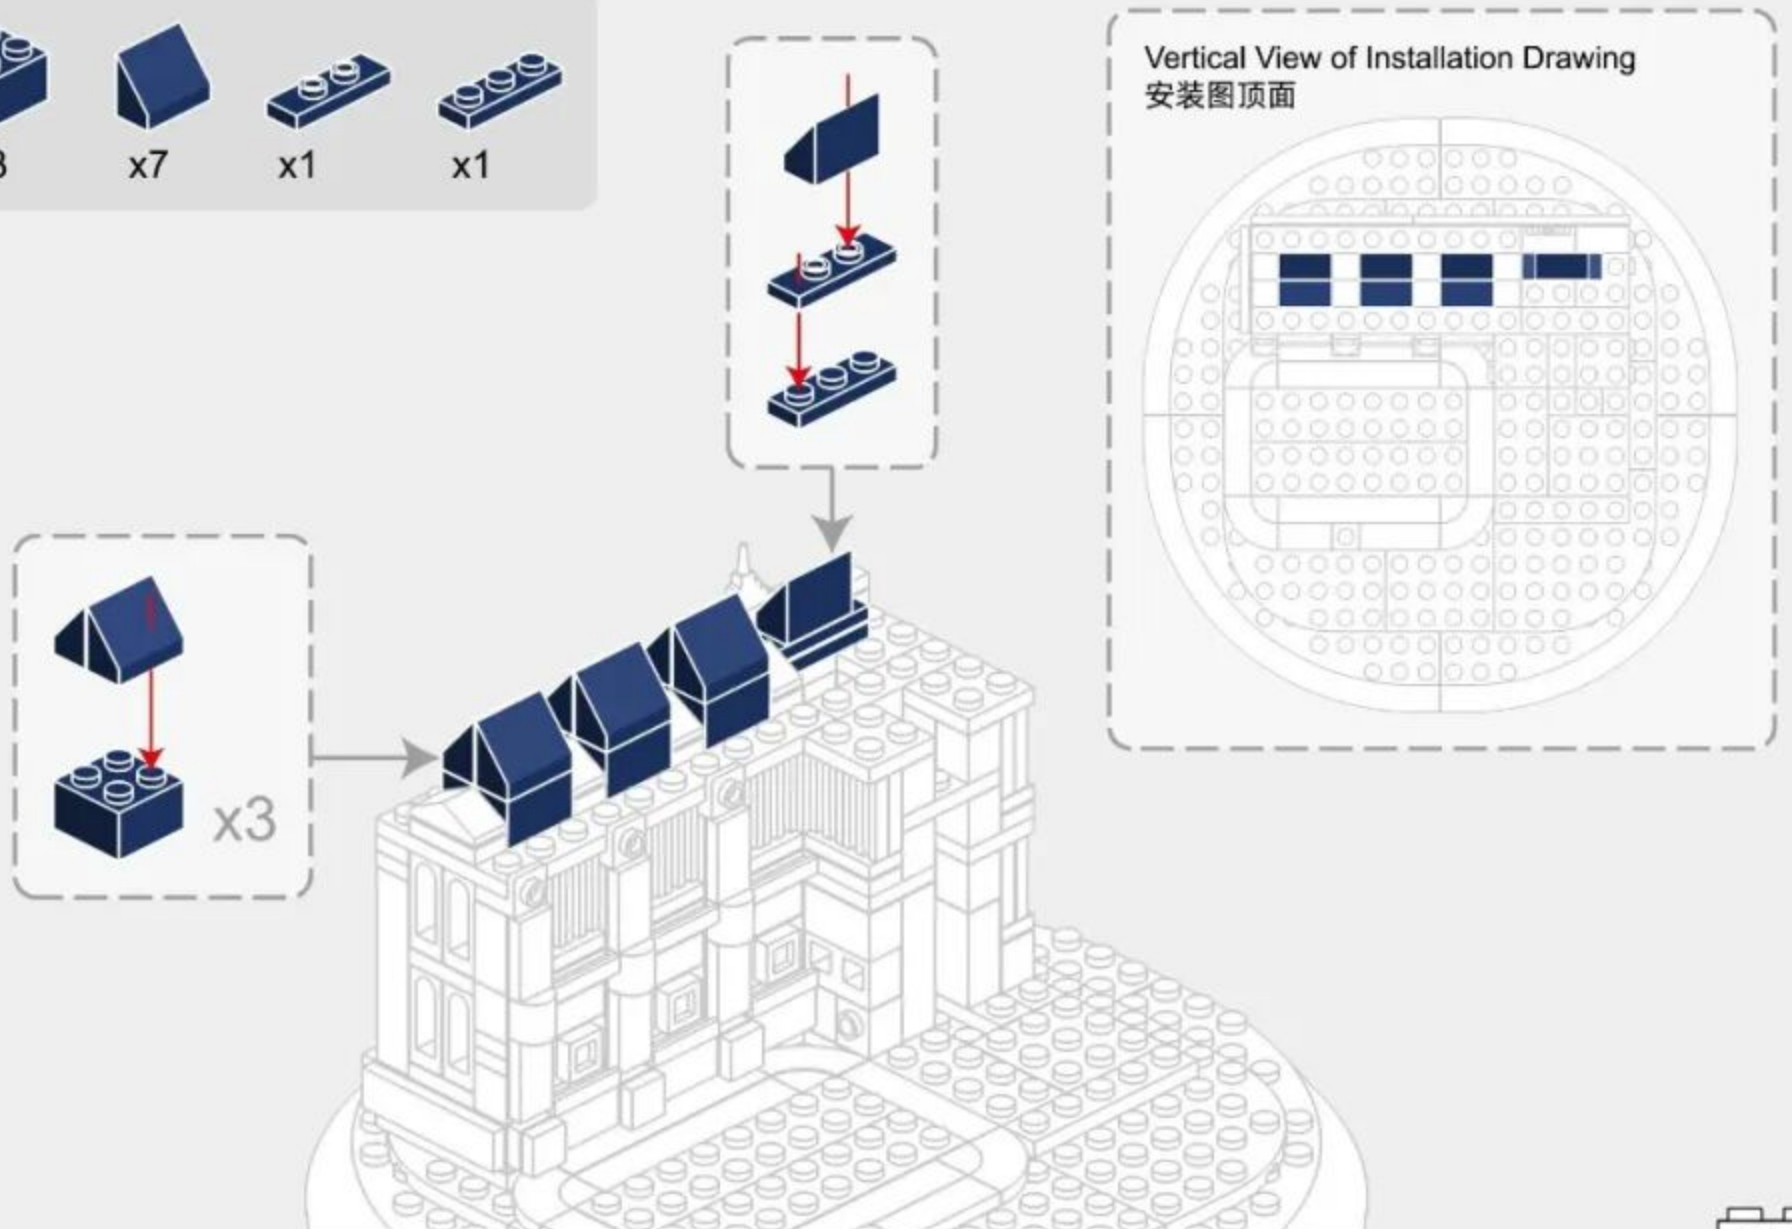 x7
x1
x1
Vertical View of Installation Drawing
安装图顶面
x3